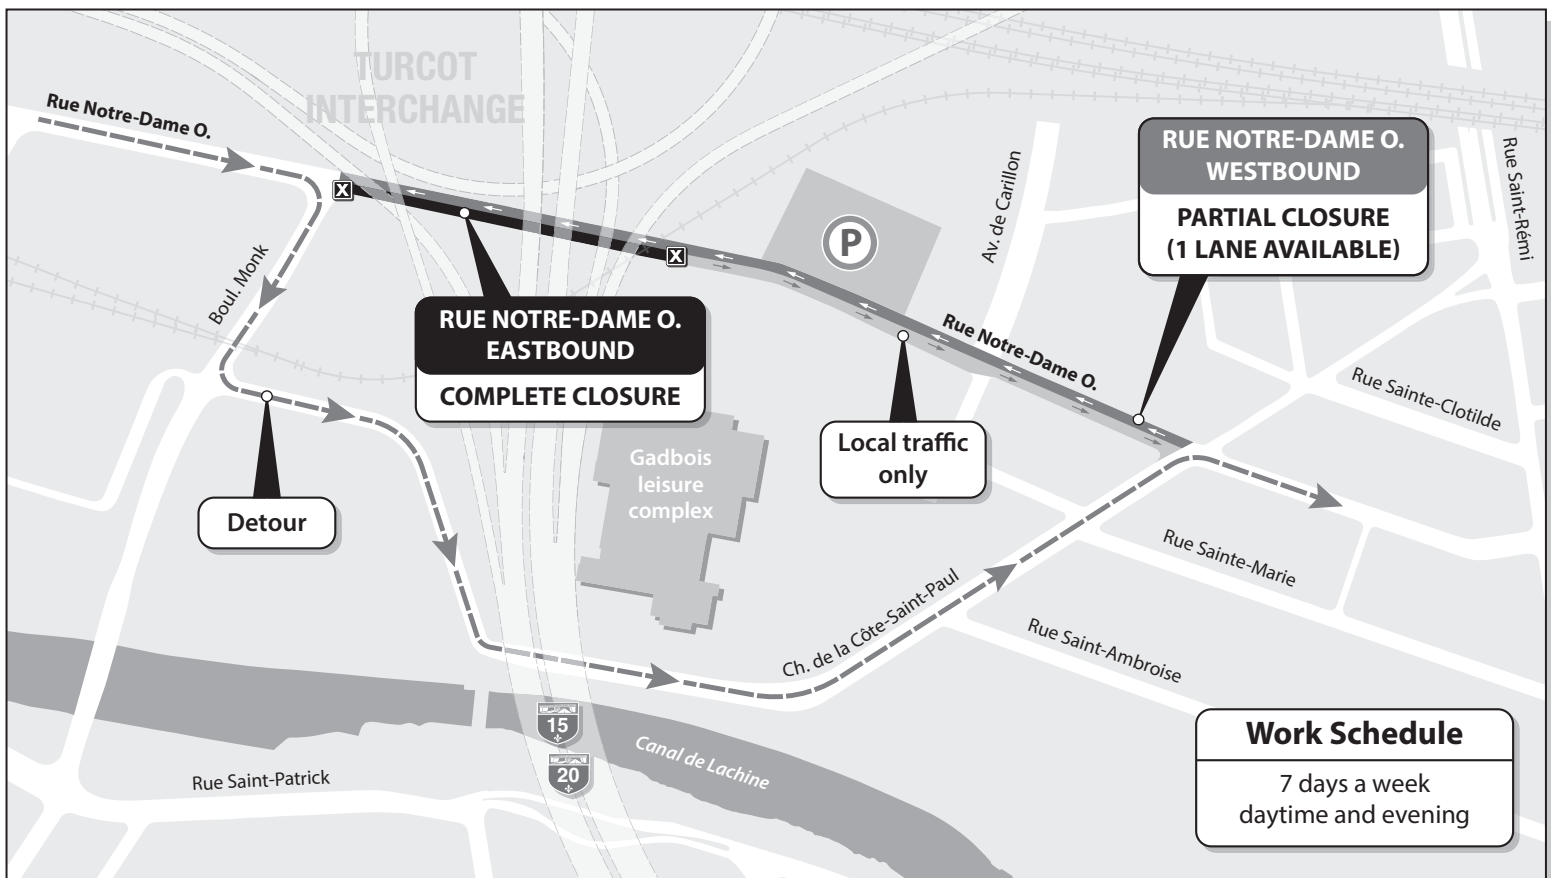 TURCOT
INTERCHANGE
Rue Notre-Dame O.
X
Boul. Monk
X
P
Av. de Carillon
RUE NOTRE-DAME O.
WESTBOUND
PARTIAL CLOSURE
(1 LANE AVAILABLE)
Rue Saint-Rémi
RUE NOTRE-DAME O.
EASTBOUND
COMPLETE CLOSURE
Rue Notre-Dame O.
Rue Sainte-Clotilde
Local traffic
only
Gadbois
leisure
complex
Detour
Rue Sainte-Marie
Ch. de la Côte-Saint-Paul
Rue Saint-Ambroise
15
20
Canal de Lachine
Rue Saint-Patrick
Work Schedule
7 days a week
daytime and evening